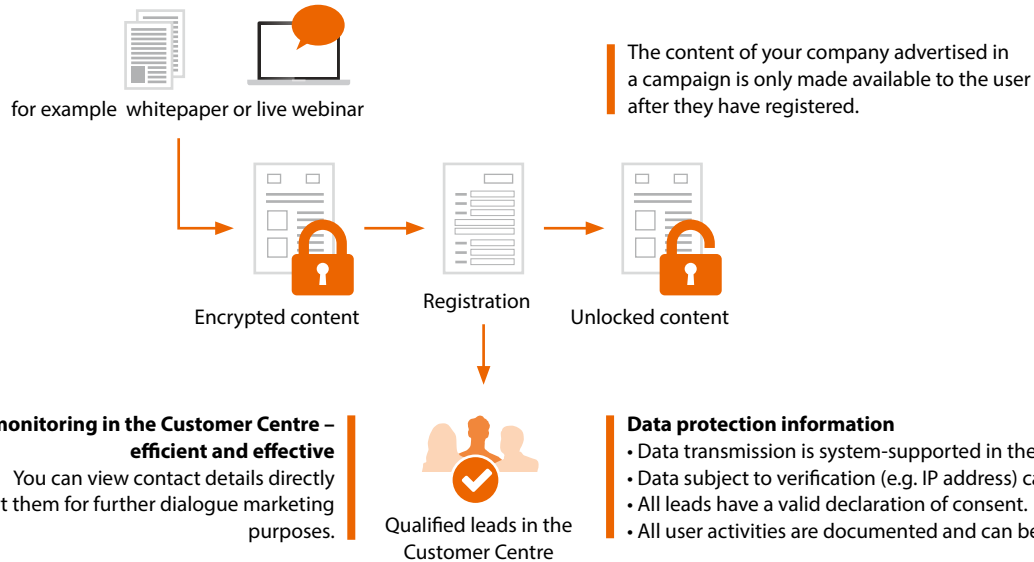 The content of your company advertised in
a campaign is only made available to the user
after they have registered.
for example whitepaper or live webinar
Encrypted content
Registration
Unlocked content
monitoring in the Customer Centre –
efficient and effective
You can view contact details directly
them for further dialogue marketing
purposes.
Qualified leads in the
Customer Centre
Data protection information
• Data transmission is system-supported in the
• Data subject to verification (e.g. IP address)
• All leads have a valid declaration of consent.
• All user activities are documented and can be